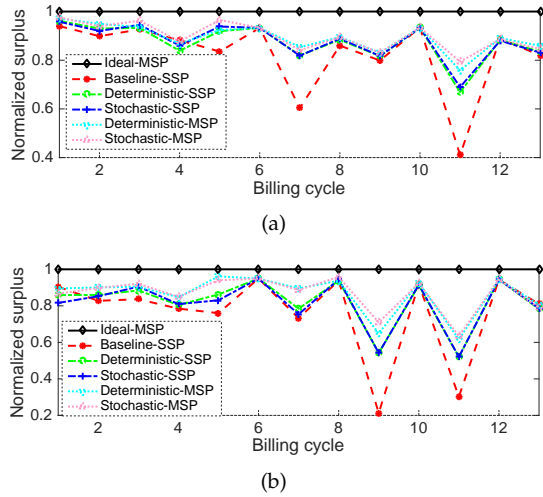 1
0.8
0.6
0.4
Normalized surplus
Ideal-MSP
Baseline-SSP
Deterministic-SSP
Stochastic-SSP
Deterministic-MSP
Stochastic-MSP
2 4 6 8 10 12
Billing cycle
(a)
1
0.8
0.6
0.4
0.2
Normalized surplus
Ideal-MSP
Baseline-SSP
Deterministic-SSP
Stochastic-SSP
Deterministic-MSP
Stochastic-MSP
2 4 6 8 10 12
Billing cycle
(b)